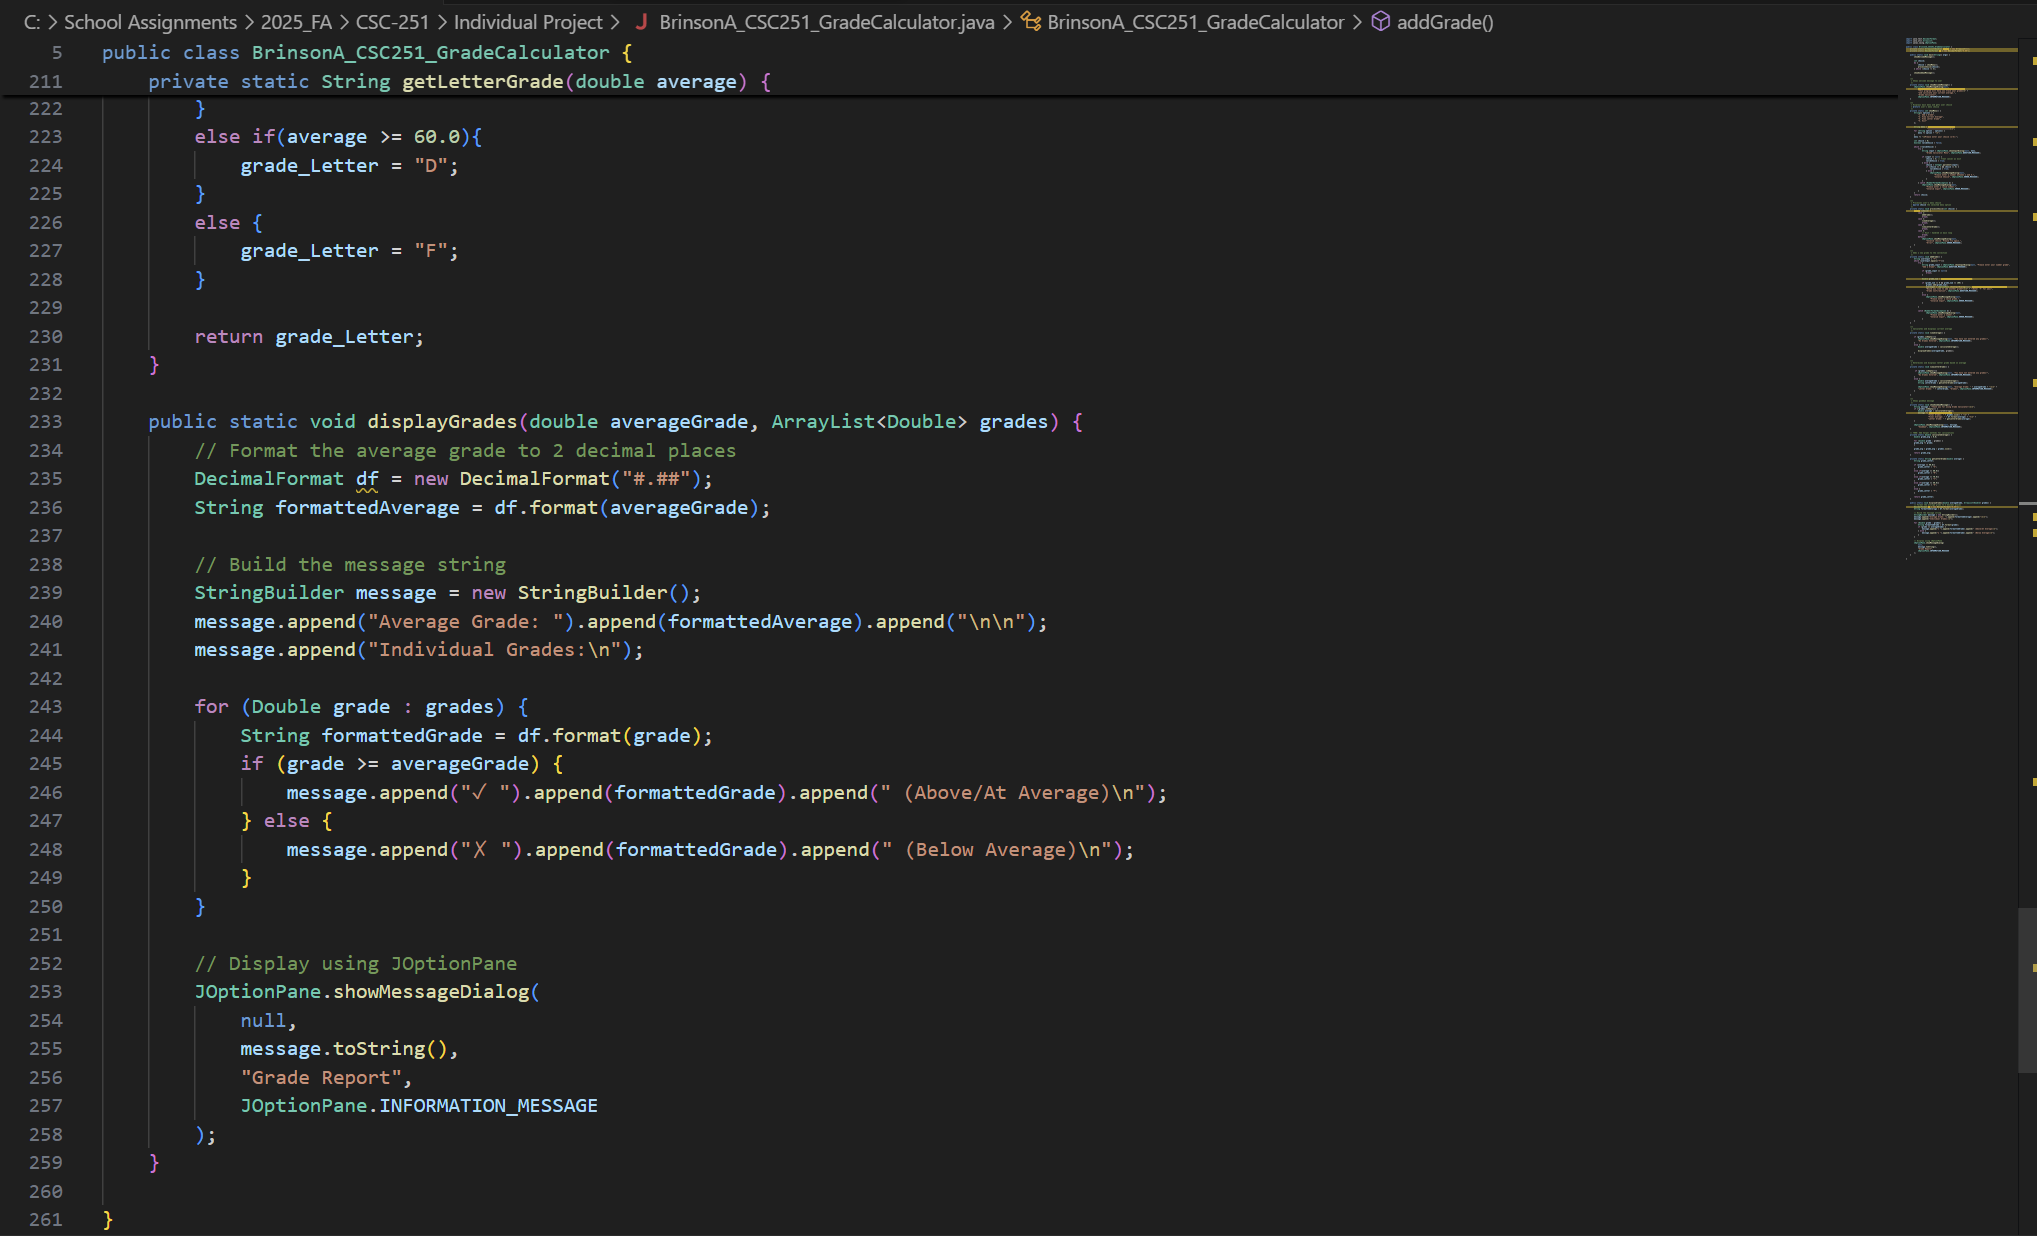 C: > School Assignments > 2025_FA > CSC-251 > Individual Project > J BrinsonA_CSC251_GradeCalculator.java > BrinsonA_CSC251_GradeCalculator > addGrade()
5 public class BrinsonA_CSC251_GradeCalculator {
211 private static String getLetterGrade(double average) {
222 }
223 else if(average >= 60.0){
224 grade_Letter = "D";
225 }
226 else {
227 grade_Letter = "F";
228 }
229
230 return grade_Letter;
231 }
232
233 public static void displayGrades(double averageGrade, ArrayList<Double> grades) {
234 // Format the average grade to 2 decimal places
235 DecimalFormat df = new DecimalFormat("#.##");
236 String formattedAverage = df.format(averageGrade);
237
238 // Build the message string
239 StringBuilder message = new StringBuilder();
240 message.append("Average Grade: ").append(formattedAverage).append("\n\n");
241 message.append("Individual Grades:\n");
242
243 for (Double grade : grades) {
244 String formattedGrade = df.format(grade);
245 if (grade >= averageGrade) {
246 message.append("✓ ").append(formattedGrade).append(" (Above/At Average)\n");
247 } else {
248 message.append("✗ ").append(formattedGrade).append(" (Below Average)\n");
249 }
250 }
251
252 // Display using JOptionPane
253 JOptionPane.showMessageDialog(
254 null,
255 message.toString(),
256 "Grade Report",
257 JOptionPane.INFORMATION_MESSAGE
258 );
259 }
260
261 }